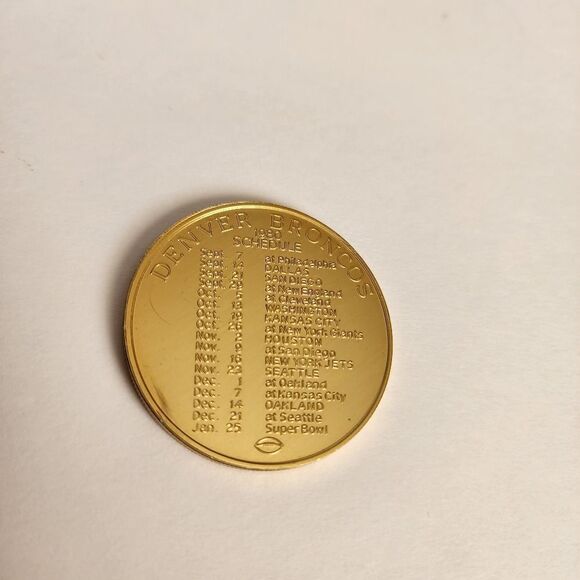 DENVER BRONCOS
1980
SCHEDULE
Sept. 7 at Philadelphia
Sept. 14 DALLAS
Sept. 21 SAN DIEGO
Sept. 29 at New England
Oct. 5 at Cleveland
Oct. 13 WASHINGTON
Oct. 19 KANSAS CITY
Oct. 26 at New York Giants
Nov. 2 HOUSTON
Nov. 9 at San Diego
Nov. 16 NEW YORK JETS
Nov. 23 SEATTLE
Dec. 1 at Oakland
Dec. 7 at Kansas City
Dec. 14 OAKLAND
Dec. 21 at Seattle
Jan. 25 Super Bowl